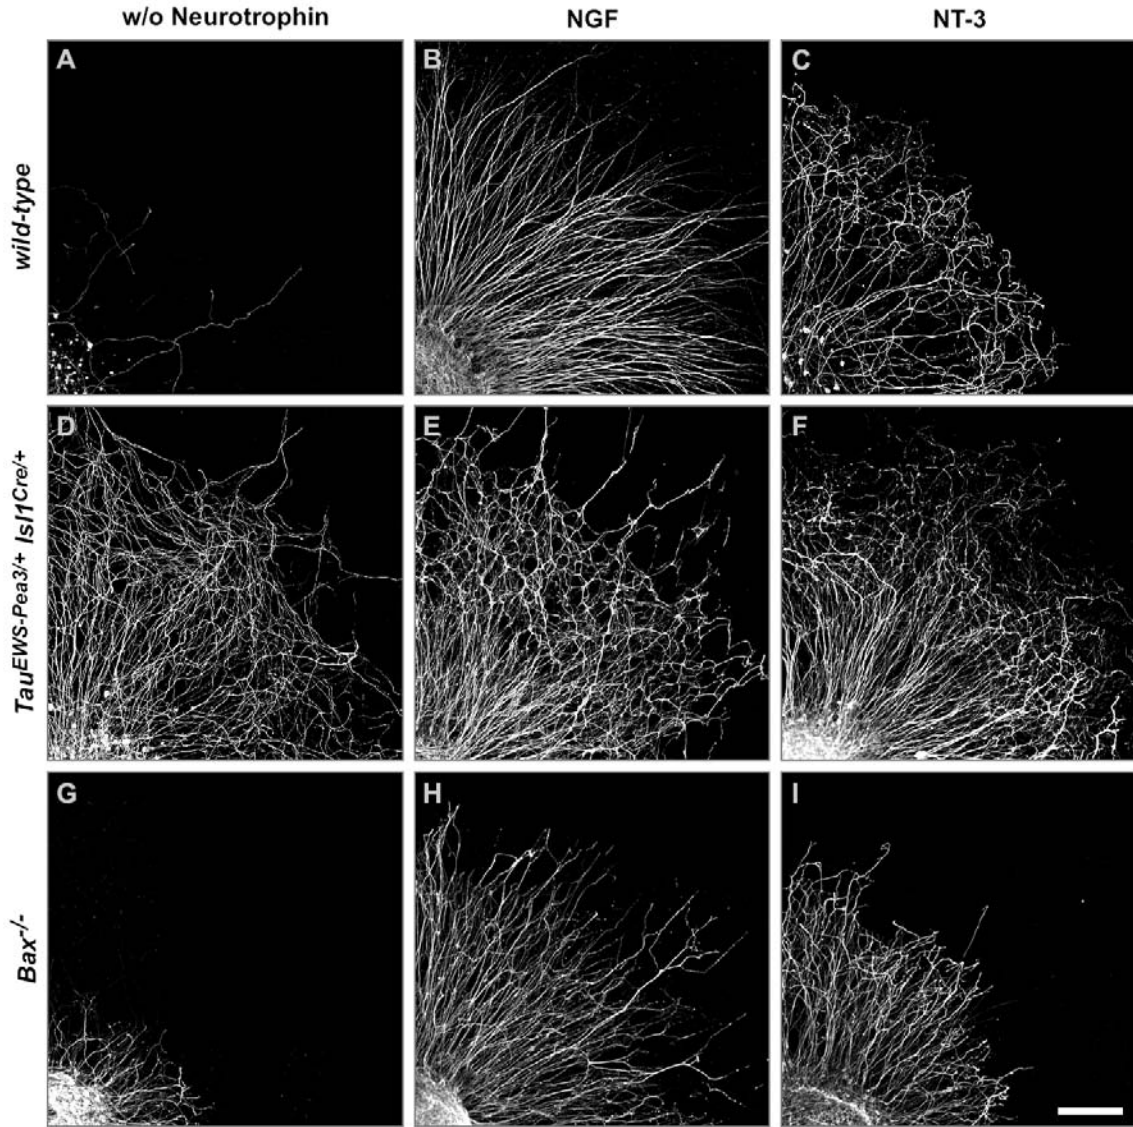 w/o Neurotrophin NGF NT-3
wild-type
A B C
Tau^EWS-Pea3/+ Isl1^Cre/+
D E F
Bax^-/-
G H I